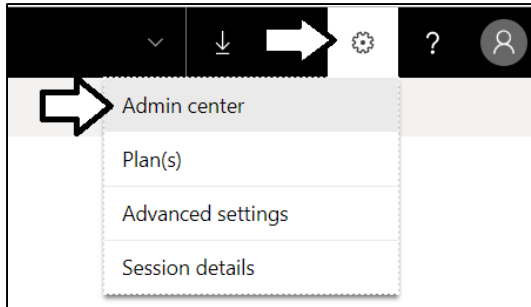 ?
Admin center
Plan(s)
Advanced settings
Session details